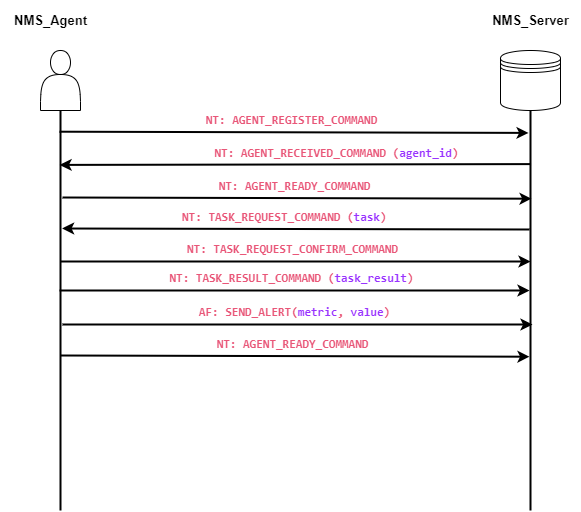 NMS_Agent
NMS_Server
NT: AGENT_REGISTER_COMMAND
NT: AGENT_RECEIVED_COMMAND (agent_id)
NT: AGENT_READY_COMMAND
NT: TASK_REQUEST_COMMAND (task)
NT: TASK_REQUEST_CONFIRM_COMMAND
NT: TASK_RESULT_COMMAND (task_result)
AF: SEND_ALERT(metric, value)
NT: AGENT_READY_COMMAND